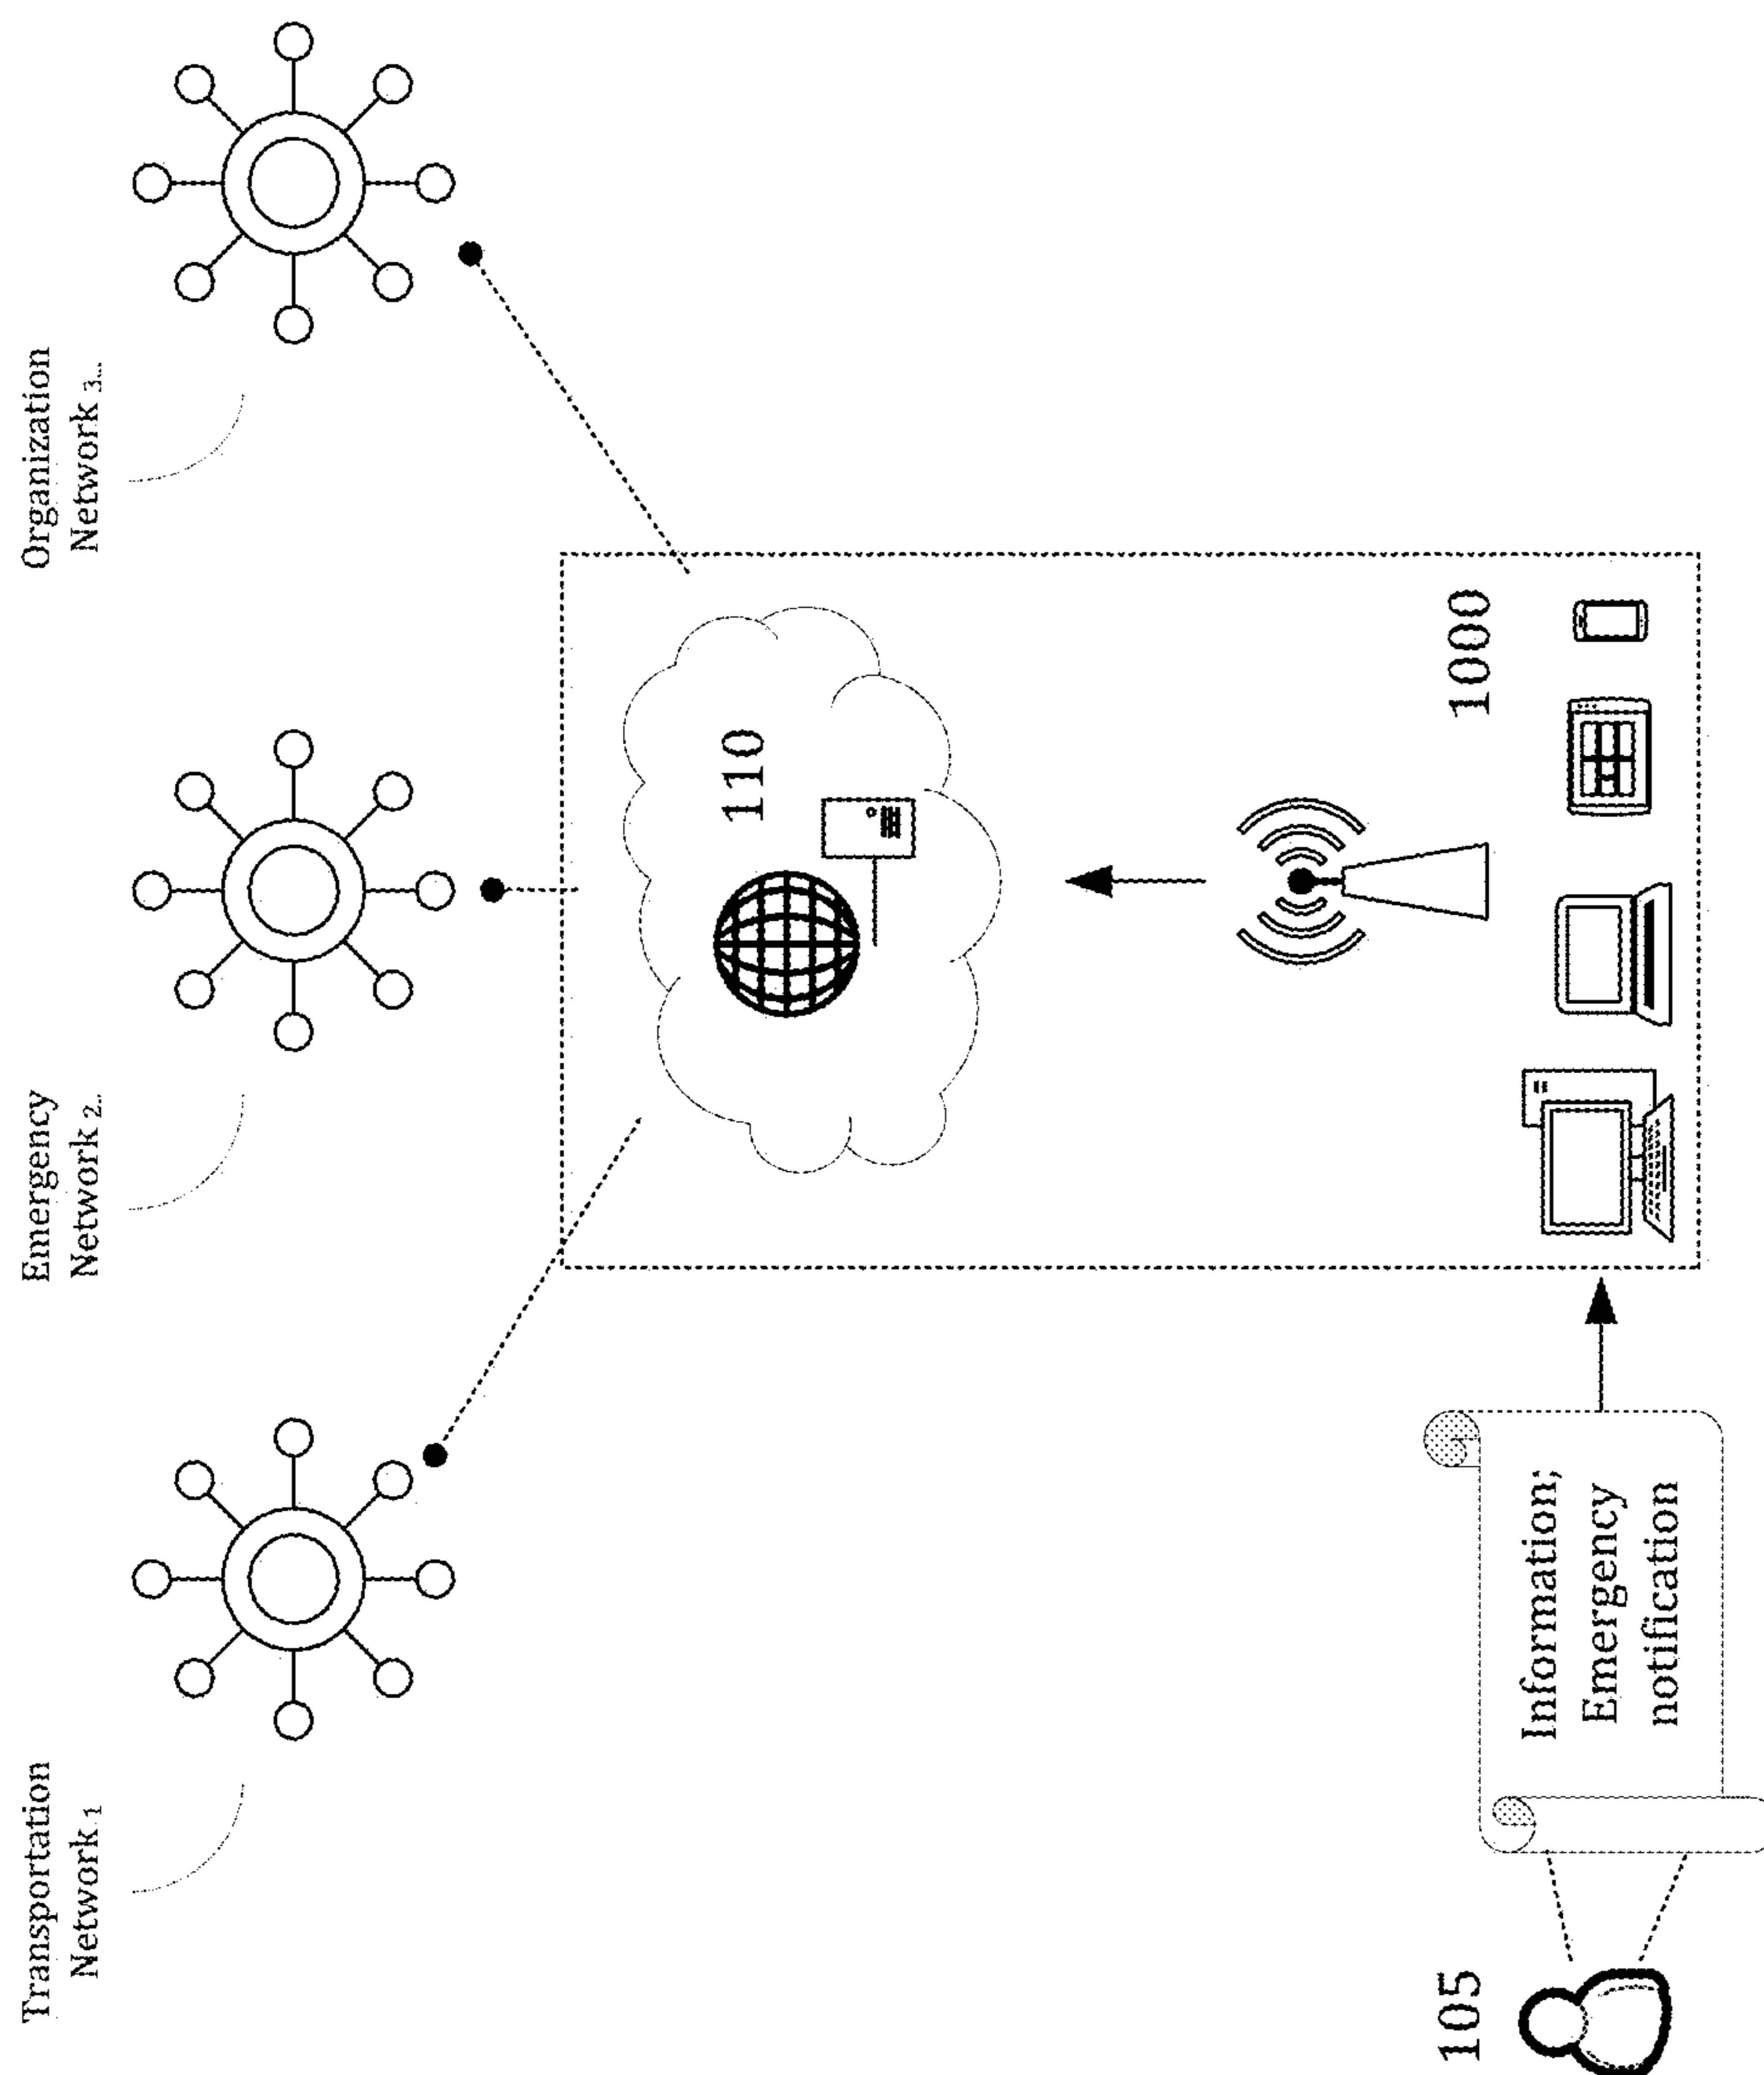 Transportation
Network 1
Emergency
Network 2..
Organization
Network 3...
110
1000
105
Information;
Emergency
notification